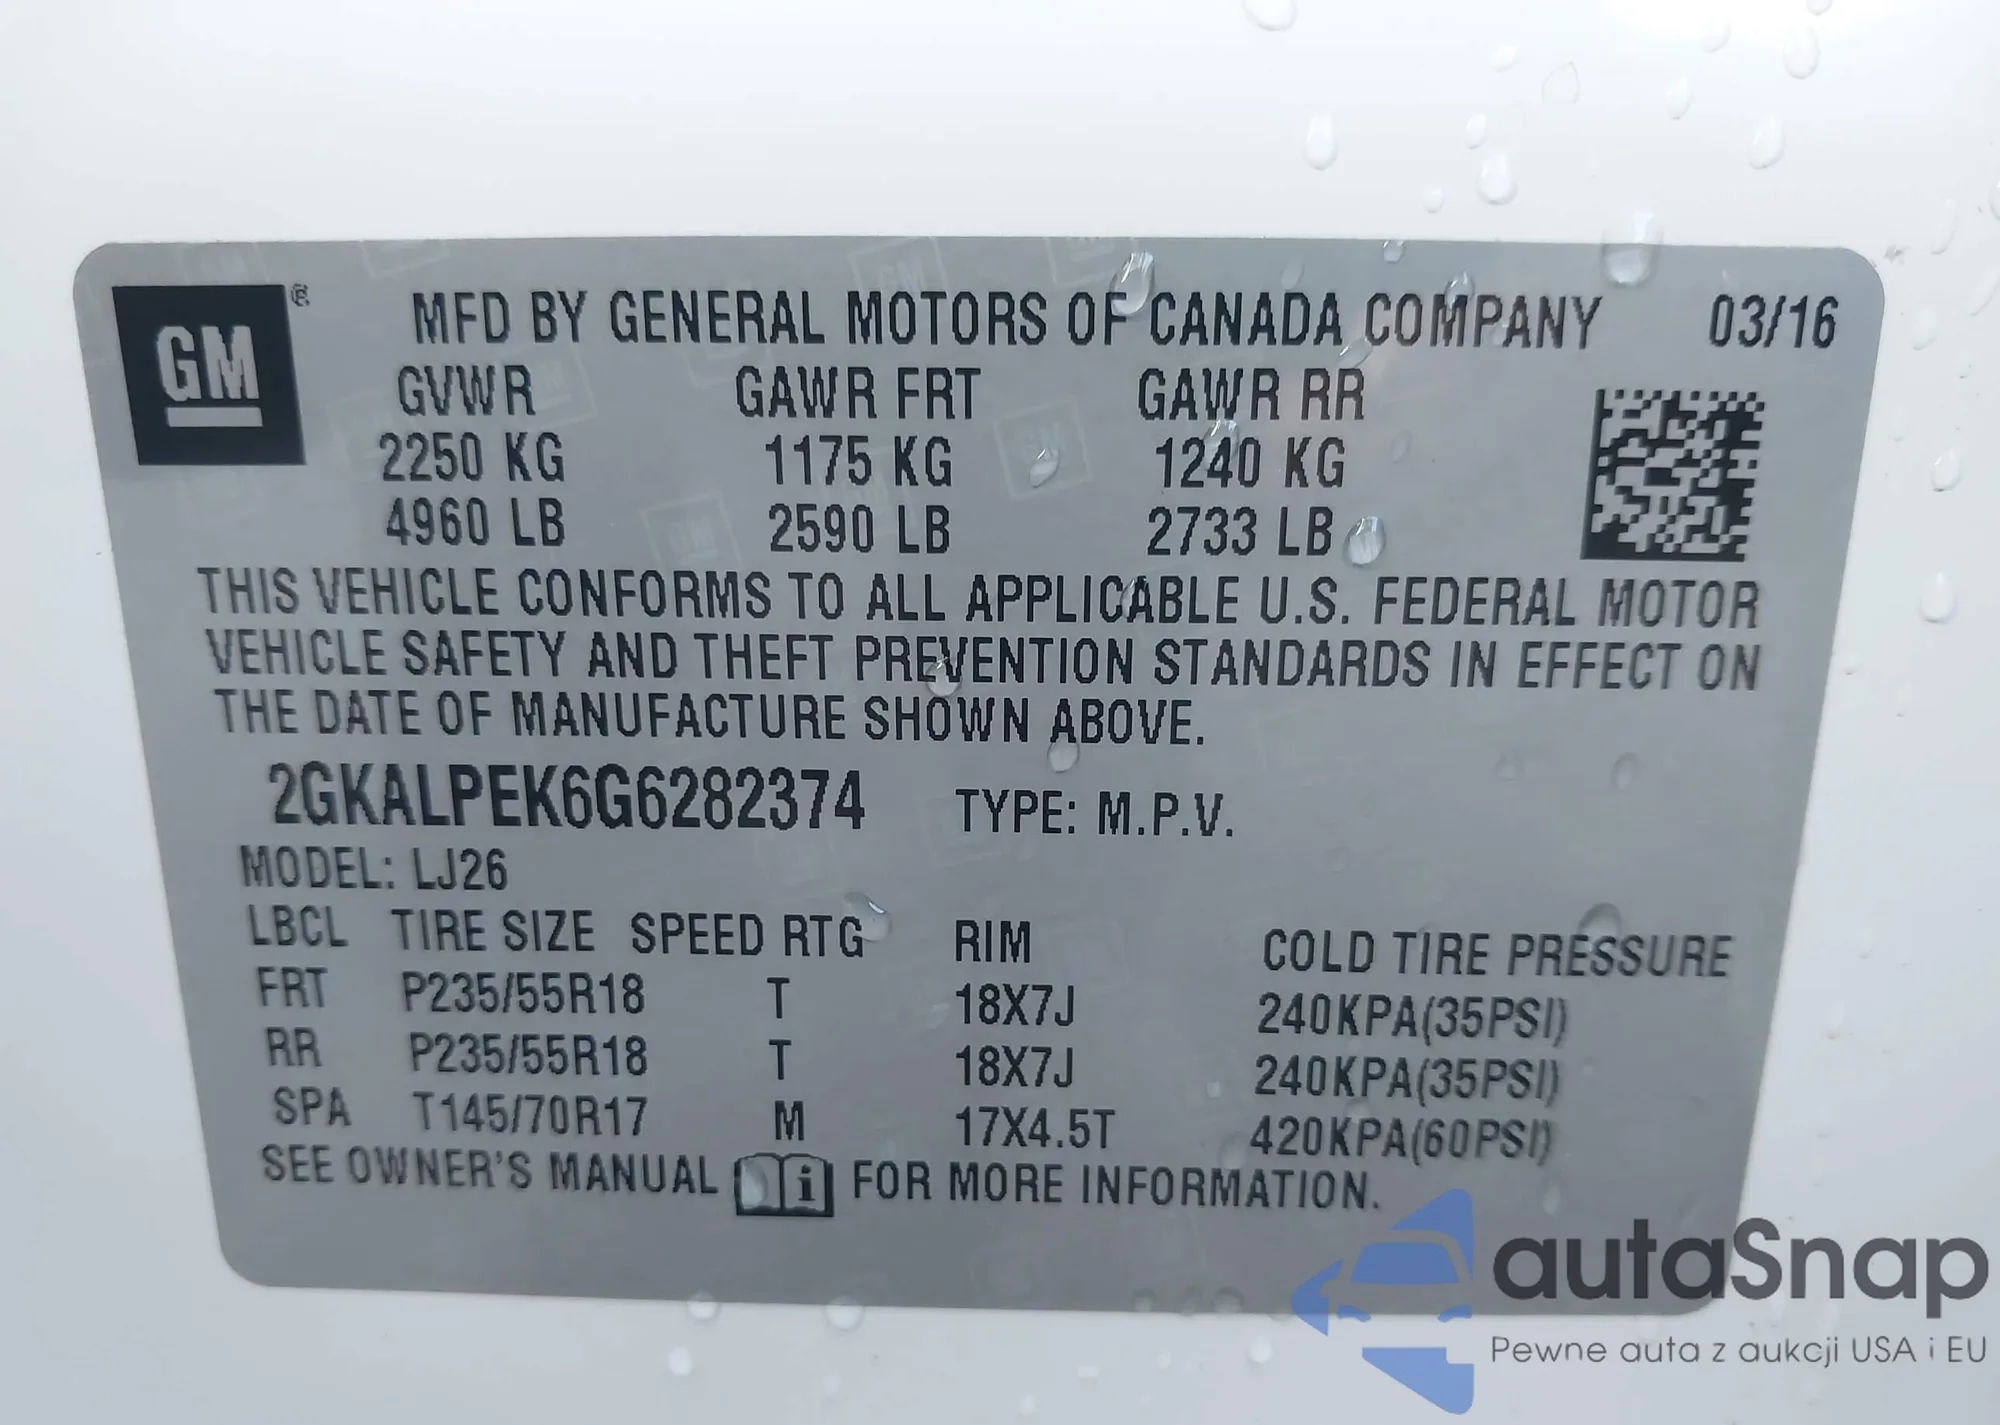 GM ®
MFD BY GENERAL MOTORS OF CANADA COMPANY 03/16
GVWR GAWR FRT GAWR RR
2250 KG 1175 KG 1240 KG
4960 LB 2590 LB 2733 LB
THIS VEHICLE CONFORMS TO ALL APPLICABLE U.S. FEDERAL MOTOR
VEHICLE SAFETY AND THEFT PREVENTION STANDARDS IN EFFECT ON
THE DATE OF MANUFACTURE SHOWN ABOVE.
2GKALPEK6G6282374 TYPE: M.P.V.
MODEL: LJ26
LBCL TIRE SIZE SPEED RTG RIM COLD TIRE PRESSURE
FRT P235/55R18 T 18X7J 240KPA(35PSI)
RR P235/55R18 T 18X7J 240KPA(35PSI)
SPA T145/70R17 M 17X4.5T 420KPA(60PSI)
SEE OWNER'S MANUAL i FOR MORE INFORMATION.
autaSnap
Pewne auta z aukcji USA i EU